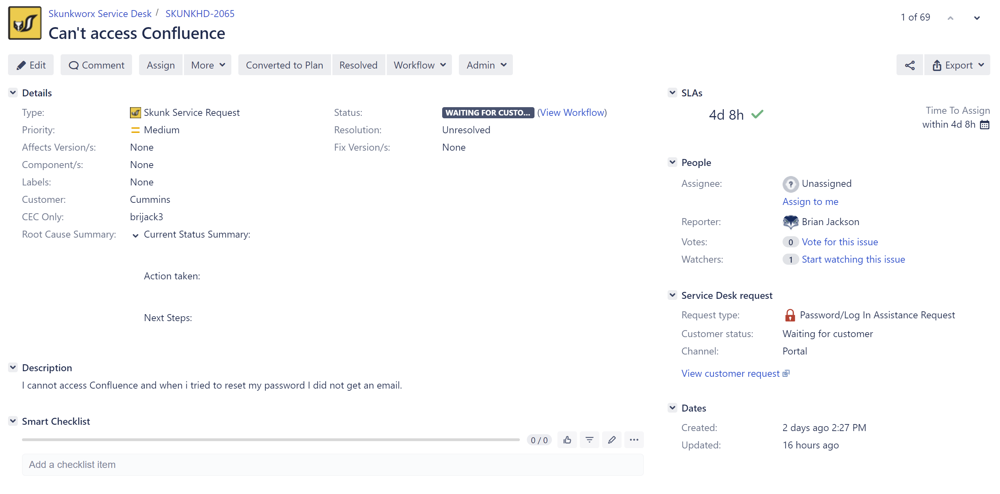 Skunkworx Service Desk / SKUNKHD-2065
Can't access Confluence
1 of 69
Edit Comment Assign More Converted to Plan Resolved Workflow Admin Export
Details
Type: Skunk Service Request
Status: WAITING FOR CUSTO... (View Workflow)
Priority: Medium
Resolution: Unresolved
Affects Version/s: None
Fix Version/s: None
Component/s: None
Labels: None
Customer: Cummins
CEC Only: brijack3
Root Cause Summary: Current Status Summary:
Action taken:
Next Steps:
Description
I cannot access Confluence and when i tried to reset my password I did not get an email.
Smart Checklist
0 / 0
Add a checklist item
SLAs
4d 8h
Time To Assign
within 4d 8h
People
Assignee: Unassigned
Assign to me
Reporter: Brian Jackson
Votes: 0 Vote for this issue
Watchers: 1 Start watching this issue
Service Desk request
Request type: Password/Log In Assistance Request
Customer status: Waiting for customer
Channel: Portal
View customer request
Dates
Created: 2 days ago 2:27 PM
Updated: 16 hours ago